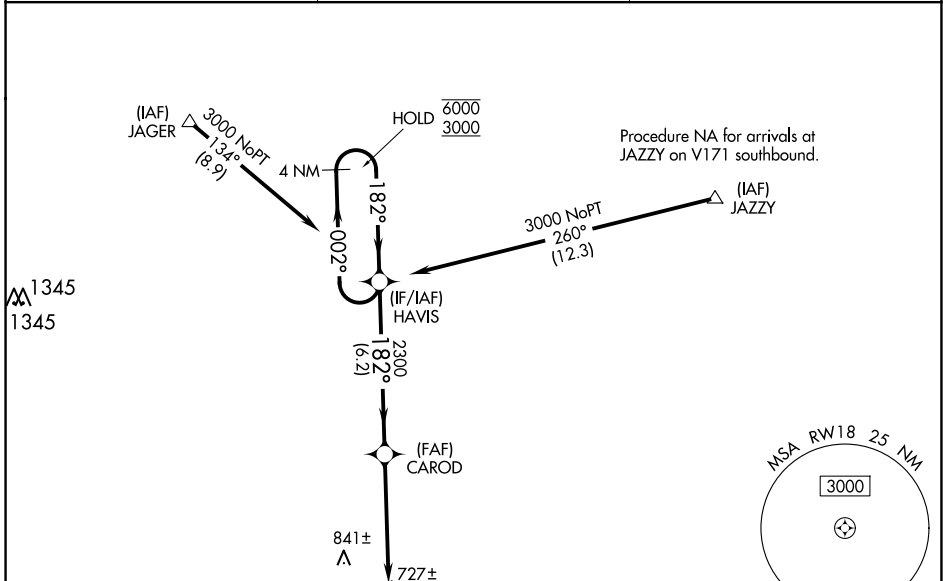 (IAF)
JAGER
3000 NoPT
134°
(8.9)
HOLD
6000
3000
4 NM
182°
002°
Procedure NA for arrivals at
JAZZY on V171 southbound.
(IAF)
JAZZY
3000 NoPT
260°
(12.3)
(IF/IAF)
HAVIS
1345
1345
2300
182°
(6.2)
(FAF)
CAROD
MSA RW18 25 NM
3000
841±
727±